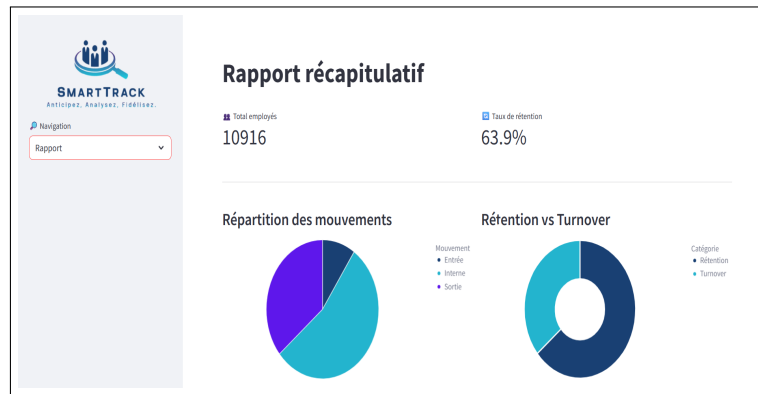 SMARTTRACK
Anticipez, Analysez, Fidélisez.
Navigation
Rapport
Rapport récapitulatif
Total employés
10916
Taux de rétention
63.9%
Répartition des mouvements
Mouvement
Entrée
Interne
Sortie
Rétention vs Turnover
Catégorie
Rétention
Turnover